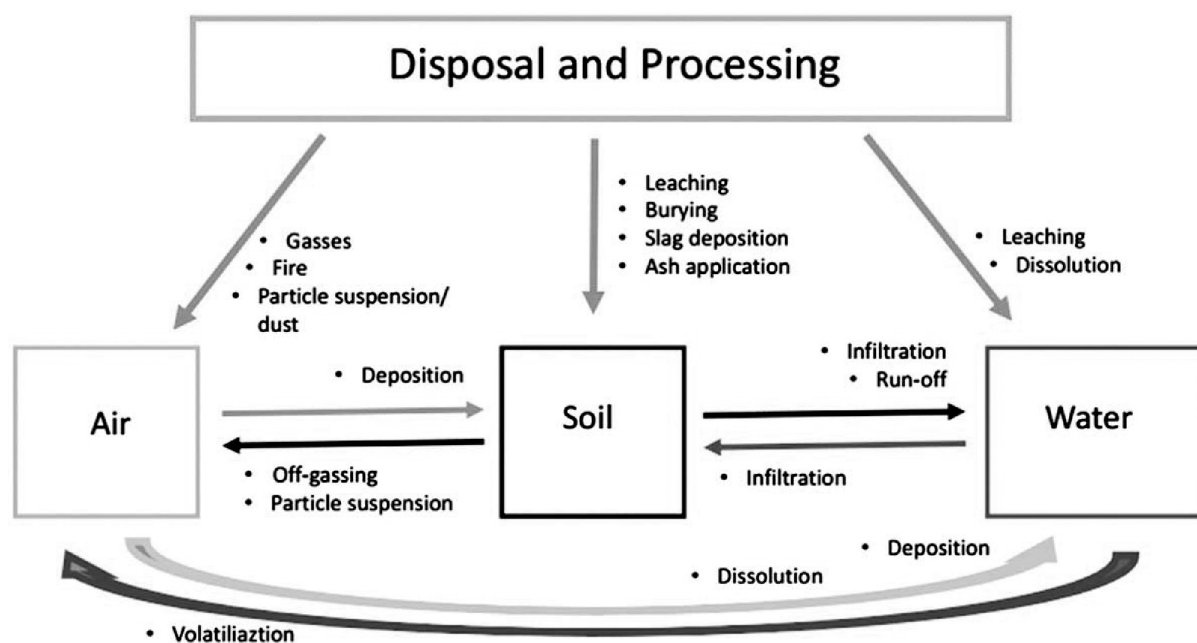 Disposal and Processing
• Gasses
• Fire
• Particle suspension/
dust
• Leaching
• Burying
• Slag deposition
• Ash application
• Leaching
• Dissolution
Air
• Deposition
• Off-gassing
• Particle suspension
Soil
• Infiltration
• Run-off
• Infiltration
Water
• Deposition
• Dissolution
• Volatiliaztion